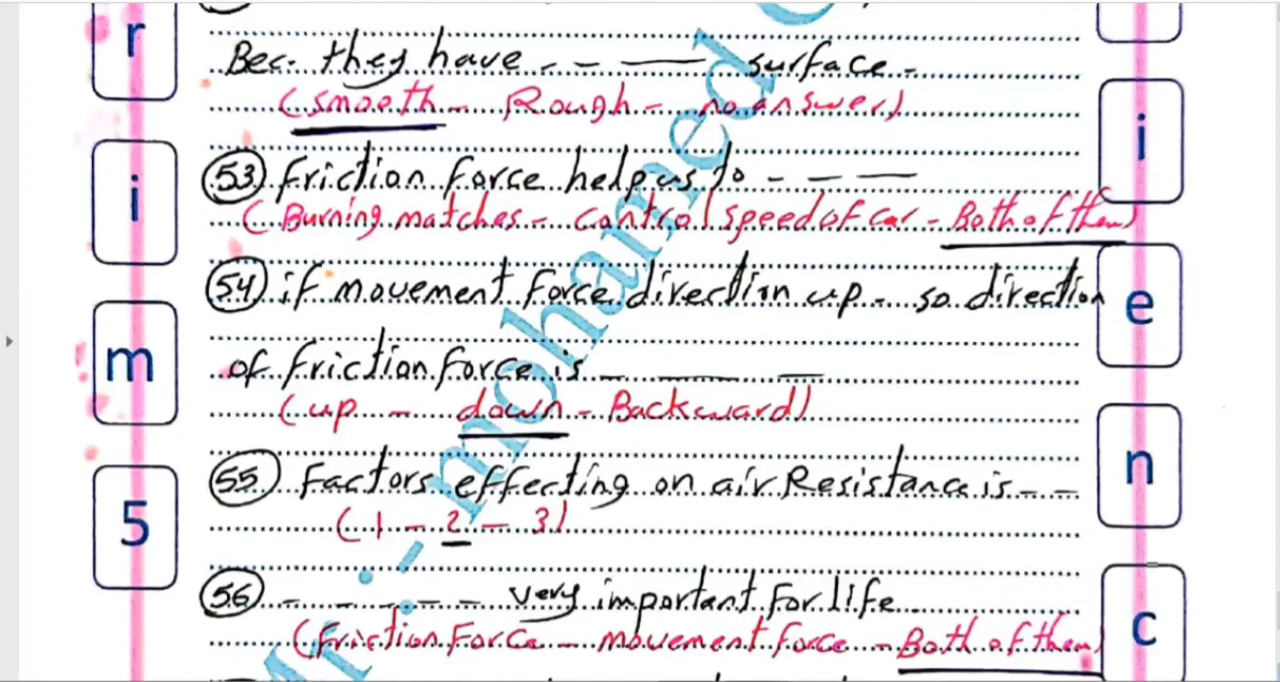 Bec. they have - - — surface -
(smooth - Rough - no answer)
53 friction force help us to - — —
(Burning matches - control speed of car - Both of them)
54 if movement force direction up - so direction
of friction force is - — —
(up - down - Backward)
55 Factors effecting on air Resistance is - -
(1 - 2 - 3)
56 - - - - - very important for life
(friction force - movement force - Both of them)
r
i
m
5
i
e
n
c
mohamed